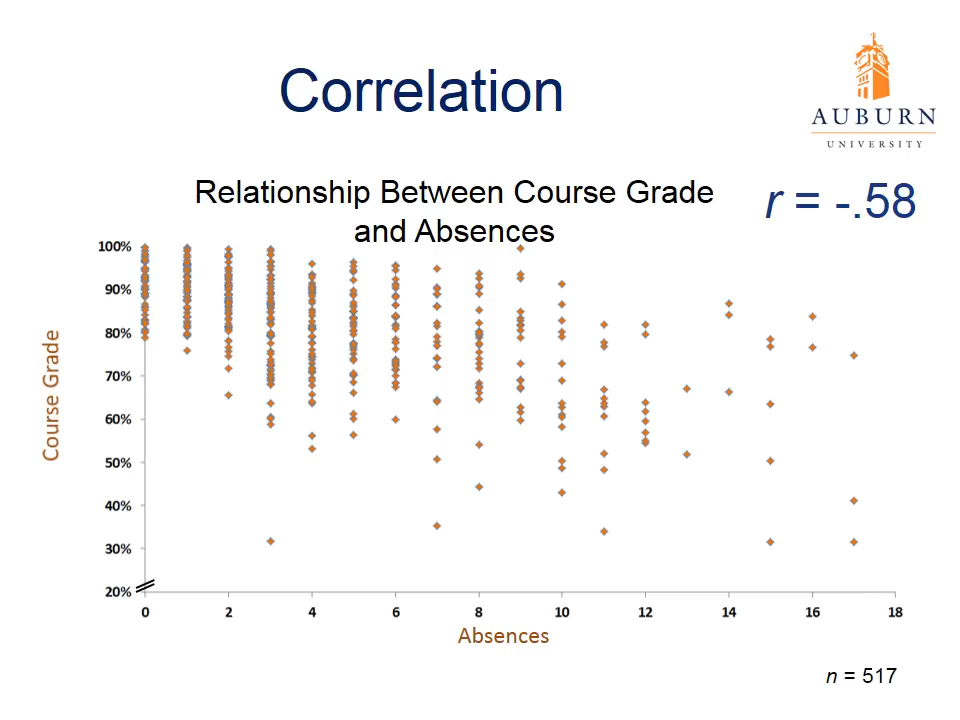 Correlation
AUBURN
UNIVERSITY
Relationship Between Course Grade
and Absences
r = -.58
100%
90%
80%
70%
60%
50%
40%
30%
20%
Course Grade
0 2 4 6 8 10 12 14 16 18
Absences
n = 517